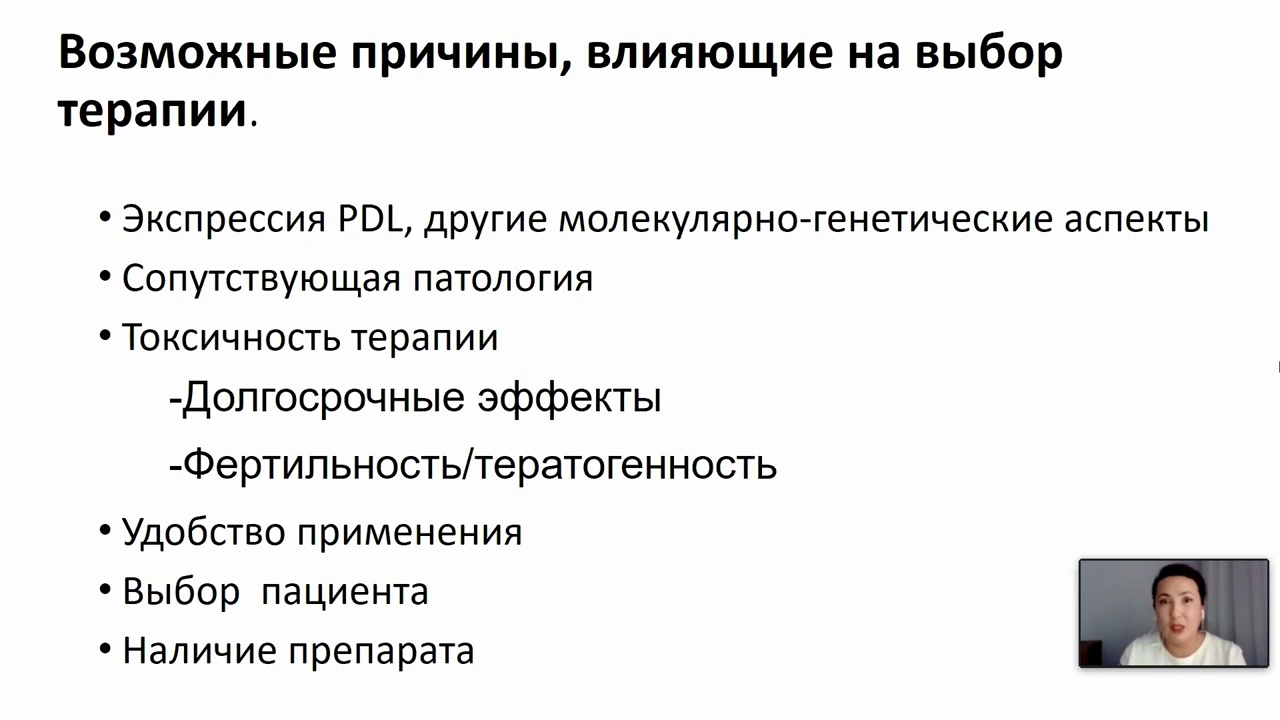 Возможные причины, влияющие на выбор
терапии.
• Экспрессия PDL, другие молекулярно-генетические аспекты
• Сопутствующая патология
• Токсичность терапии
-Долгосрочные эффекты
-Фертильность/тератогенность
• Удобство применения
• Выбор  пациента
• Наличие препарата